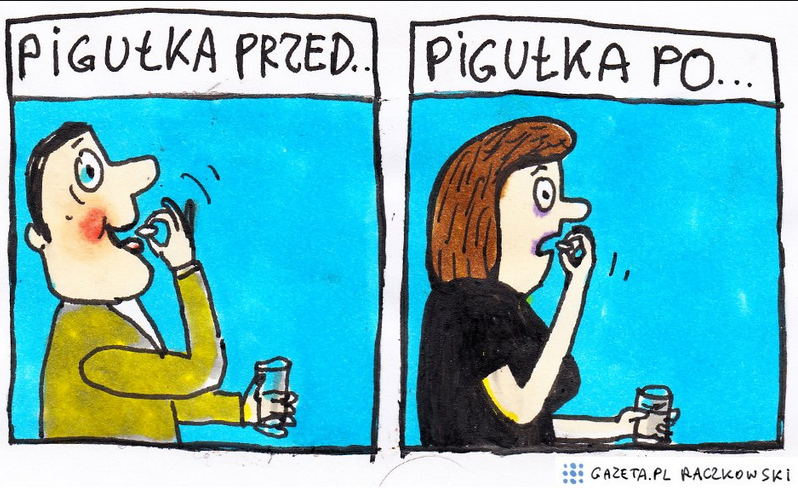 PIGUŁKA PRZED..
PIGUŁKA PO...
GAZETA.PL RACZKOWSKI